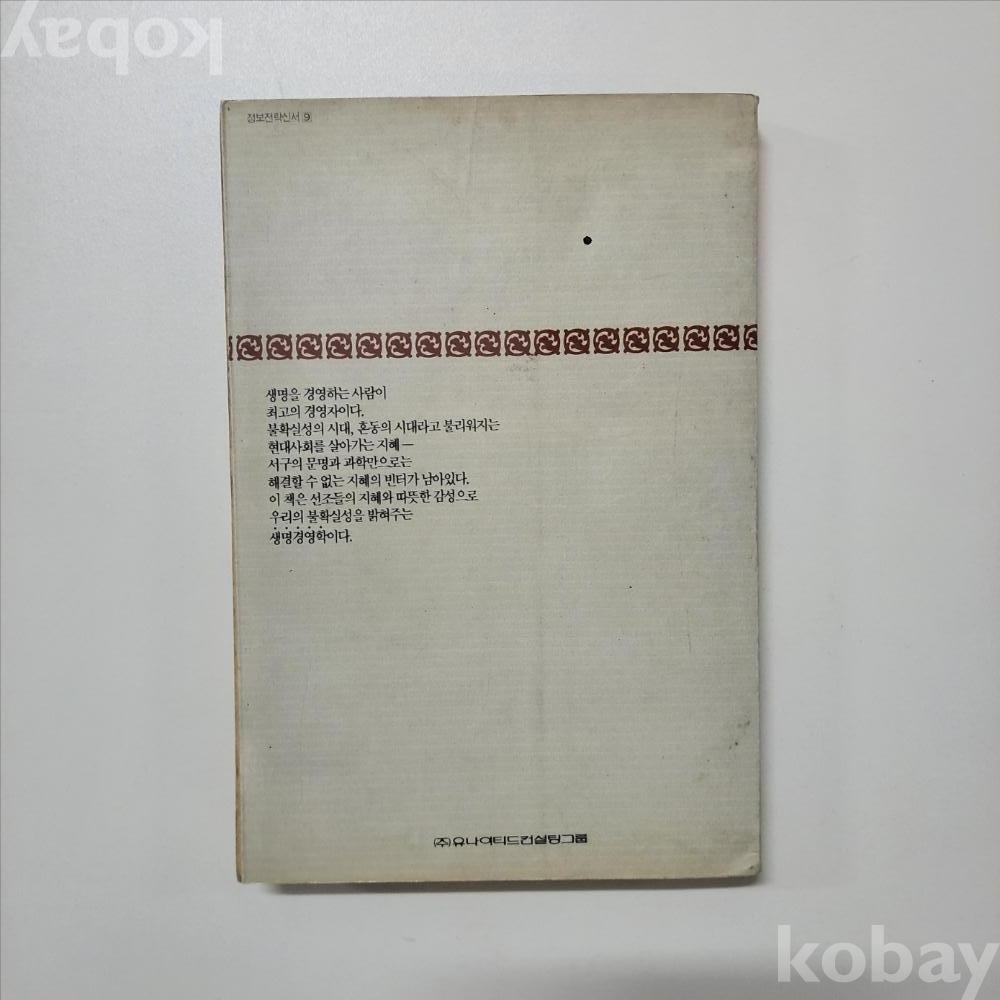 kobay
정보전략신서 9
생명을 경영하는 사람이
최고의 경영자이다.
불확실성의 시대, 혼동의 시대라고 불리워지는
현대사회를 살아가는 지혜—
서구의 문명과 과학만으로는
해결할 수 없는 지혜의 빈터가 남아있다.
이 책은 선조들의 지혜와 따뜻한 감성으로
우리의 불확실성을 밝혀주는
생명경영학이다.
㈜유나이티드컨설팅그룹
kobay